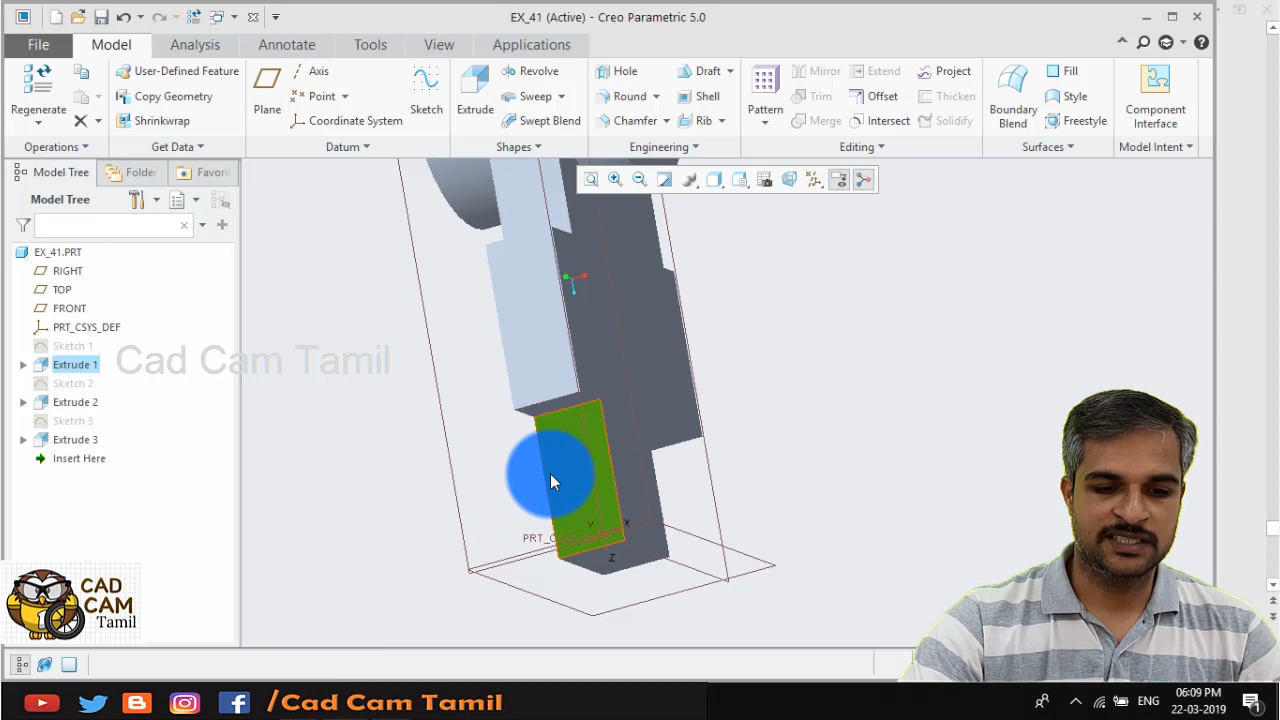 EX_41 (Active) - Creo Parametric 5.0
File Model Analysis Annotate Tools View Applications
Regenerate
User-Defined Feature
Copy Geometry
Shrinkwrap
Plane
Axis
Point
Coordinate System
Sketch
Extrude
Revolve
Sweep
Swept Blend
Hole
Round
Chamfer
Draft
Shell
Rib
Pattern
Mirror
Trim
Merge
Extend
Offset
Intersect
Project
Thicken
Solidify
Boundary
Blend
Fill
Style
Freestyle
Component
Interface
Operations Get Data Datum Shapes Engineering Editing Surfaces Model Intent
Model Tree Folder Favori
Model Tree
EX_41.PRT
RIGHT
TOP
FRONT
PRT_CSYS_DEF
Sketch 1
Extrude 1
Sketch 2
Extrude 2
Sketch 3
Extrude 3
Insert Here
Cad Cam Tamil
Y
X
Z
CAD
CAM
Tamil
/Cad Cam Tamil
ENG
06:09 PM
22-03-2019
1